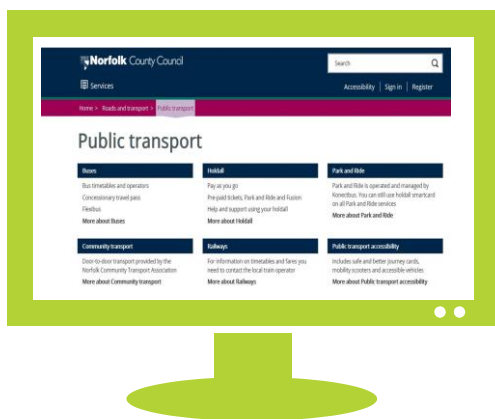 Norfolk County Council
Search
Services
Accessibility | Sign in | Register
Home > Roads and transport > Public transport
Public transport
Buses
Bus timetables and operators
Concessionary travel pass
Flexibus
More about Buses
Holdall
Pay as you go
Pre-paid tickets, Park and Ride and Fusion
Help and support using your holdall
More about Holdall
Park and Ride
Park and Ride is operated and managed by
Konectbus. You can still use holdall smartcard
on all Park and Ride services
More about Park and Ride
Community transport
Door-to-door transport provided by the
Norfolk Community Transport Association
More about Community transport
Railways
For information on timetables and fares you
need to contact the local train operator
More about Railways
Public transport accessibility
Includes safe and better journey cards,
mobility scooters and accessible vehicles
More about Public transport accessibility